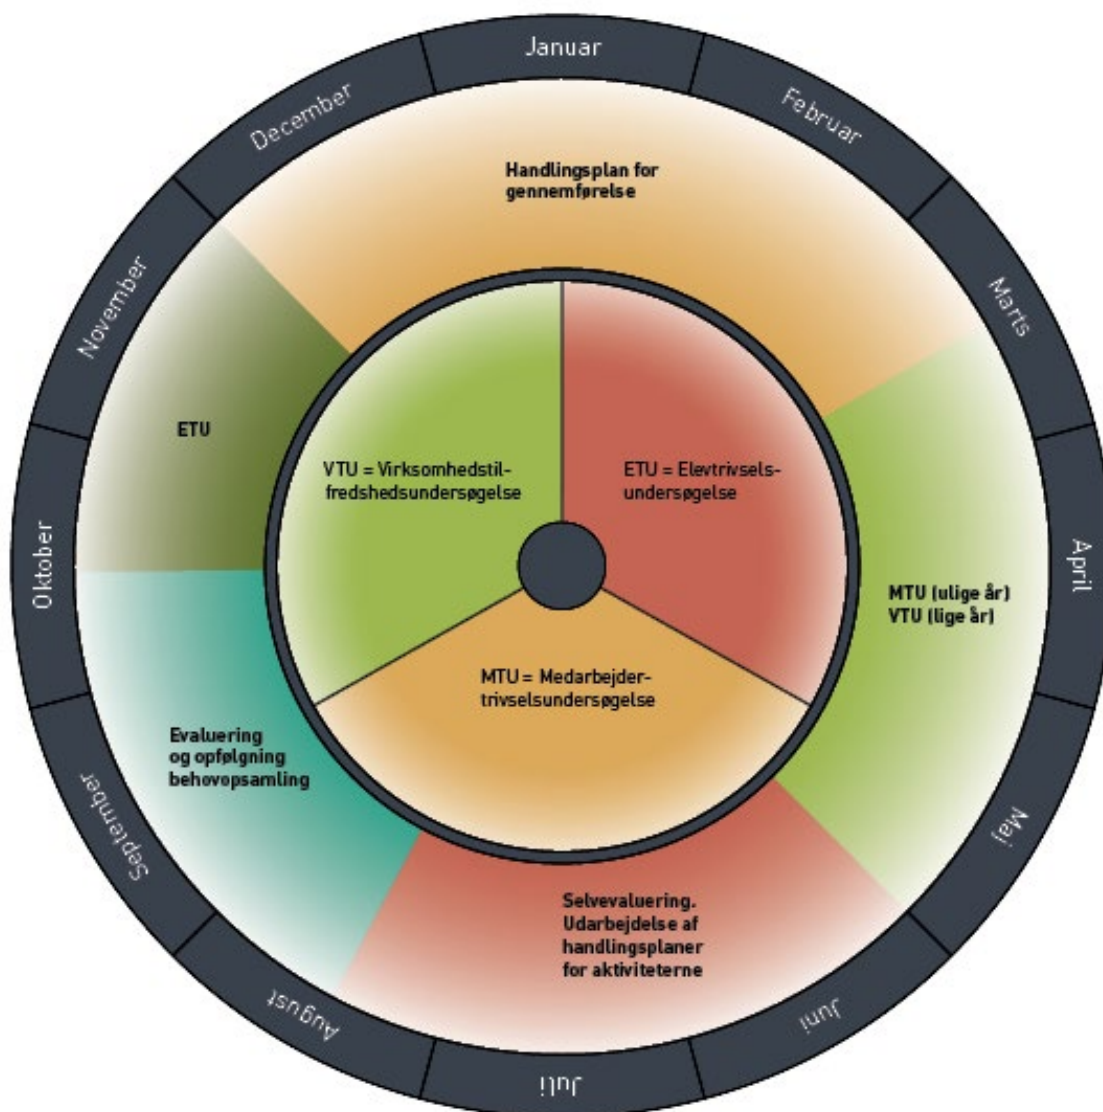 Januar
Februar
Marts
April
Maj
Juni
Juli
August
September
Oktober
November
December
Handlingsplan for
gennemførelse
MTU (ulige år)
VTU (lige år)
Selvevaluering.
Udarbejdelse af
handlingsplaner
for aktiviteterne
Evaluering
og opfølgning
behovopsamling
ETU
VTU = Virksomhedstil-
fredshedsundersøgelse
ETU = Elevtrivsels-
undersøgelse
MTU = Medarbejder-
trivselsundersøgelse